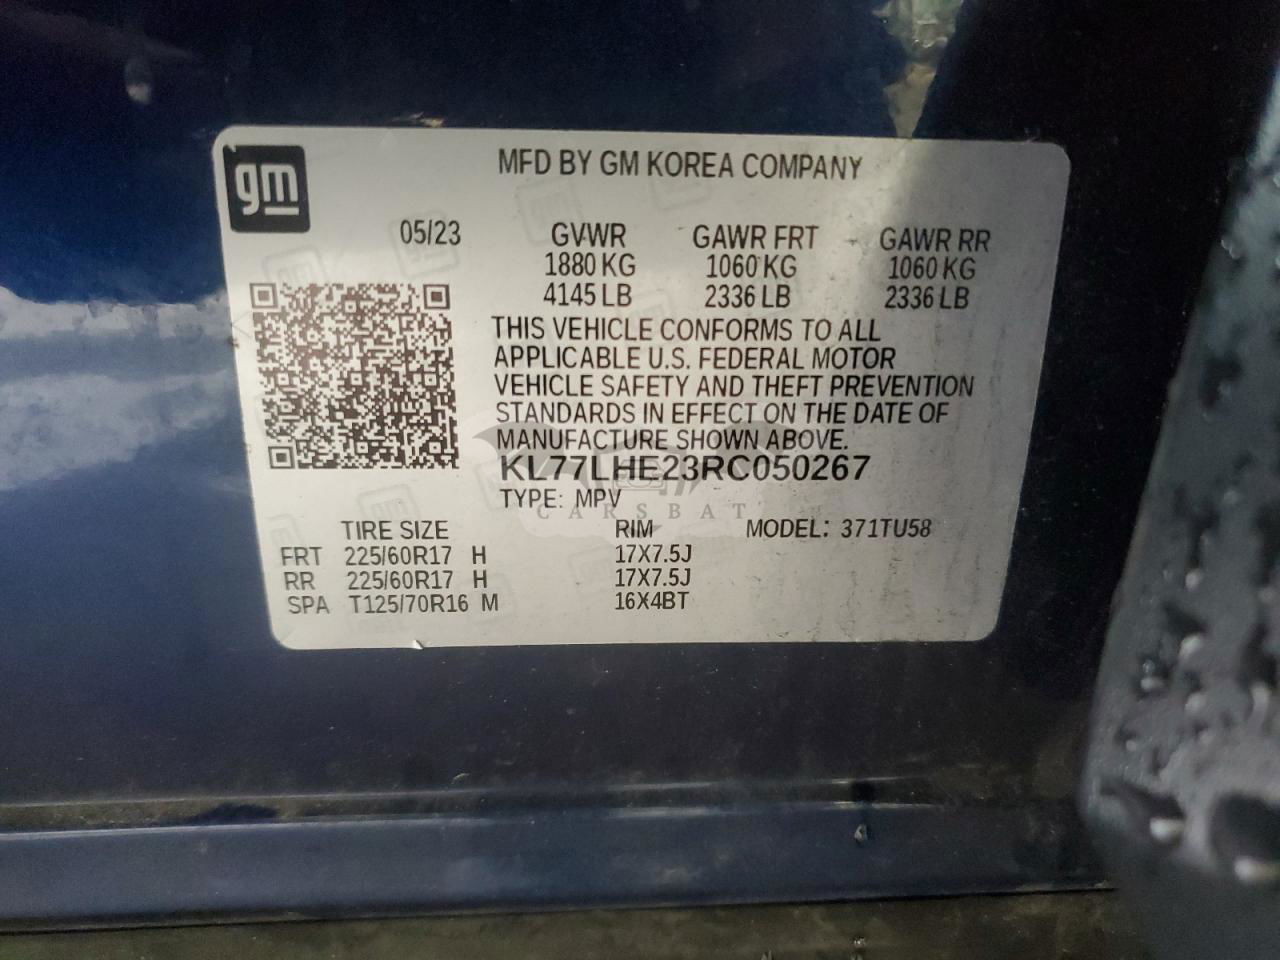 gm
MFD BY GM KOREA COMPANY
05/23 GVWR GAWR FRT GAWR RR
1880 KG 1060 KG 1060 KG
4145 LB 2336 LB 2336 LB
THIS VEHICLE CONFORMS TO ALL
APPLICABLE U.S. FEDERAL MOTOR
VEHICLE SAFETY AND THEFT PREVENTION
STANDARDS IN EFFECT ON THE DATE OF
MANUFACTURE SHOWN ABOVE.
KL77LHE23RC050267
TYPE: MPV
CARSBAT
TIRE SIZE RIM MODEL: 371TU58
FRT 225/60R17 H 17X7.5J
RR 225/60R17 H 17X7.5J
SPA T125/70R16 M 16X4BT